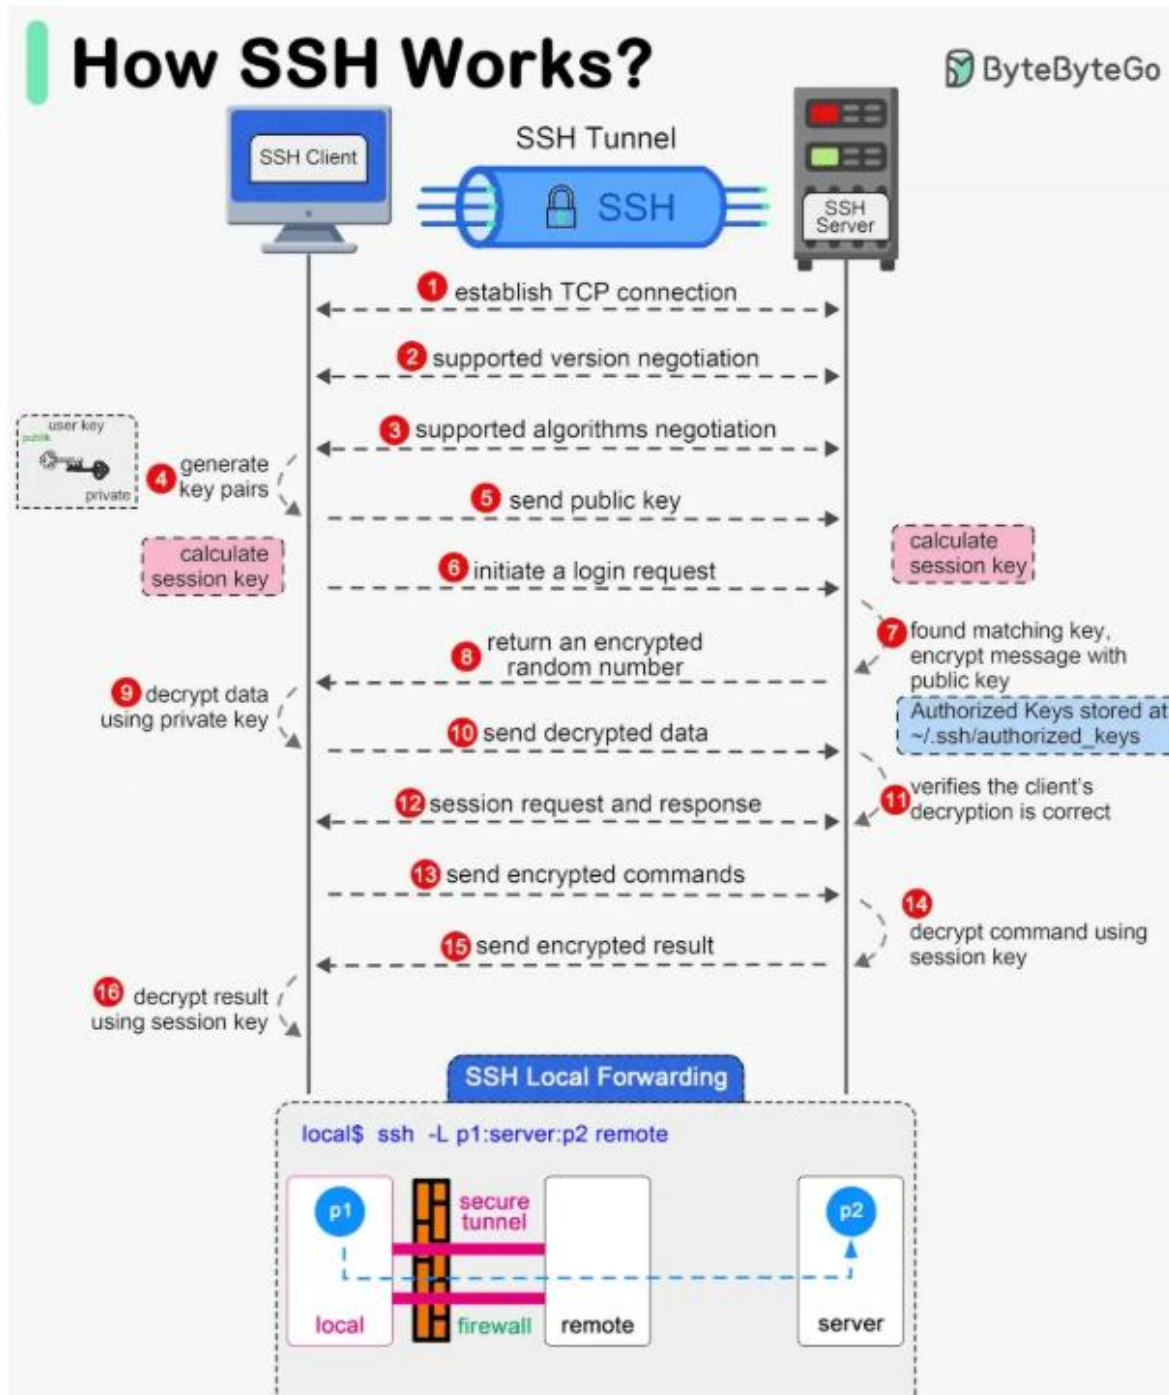 How SSH Works?
ByteByteGo
SSH Client
SSH Tunnel
SSH
SSH
Server
1 establish TCP connection
2 supported version negotiation
3 supported algorithms negotiation
user key
publik
private
4 generate
key pairs
5 send public key
calculate
session key
calculate
session key
6 initiate a login request
7 found matching key,
encrypt message with
public key
8 return an encrypted
random number
9 decrypt data
using private key
Authorized Keys stored at
~/.ssh/authorized_keys
10 send decrypted data
11 verifies the client's
decryption is correct
12 session request and response
13 send encrypted commands
14
decrypt command using
session key
15 send encrypted result
16 decrypt result
using session key
SSH Local Forwarding
local$ ssh -L p1:server:p2 remote
p1
secure
tunnel
p2
local
firewall
remote
server